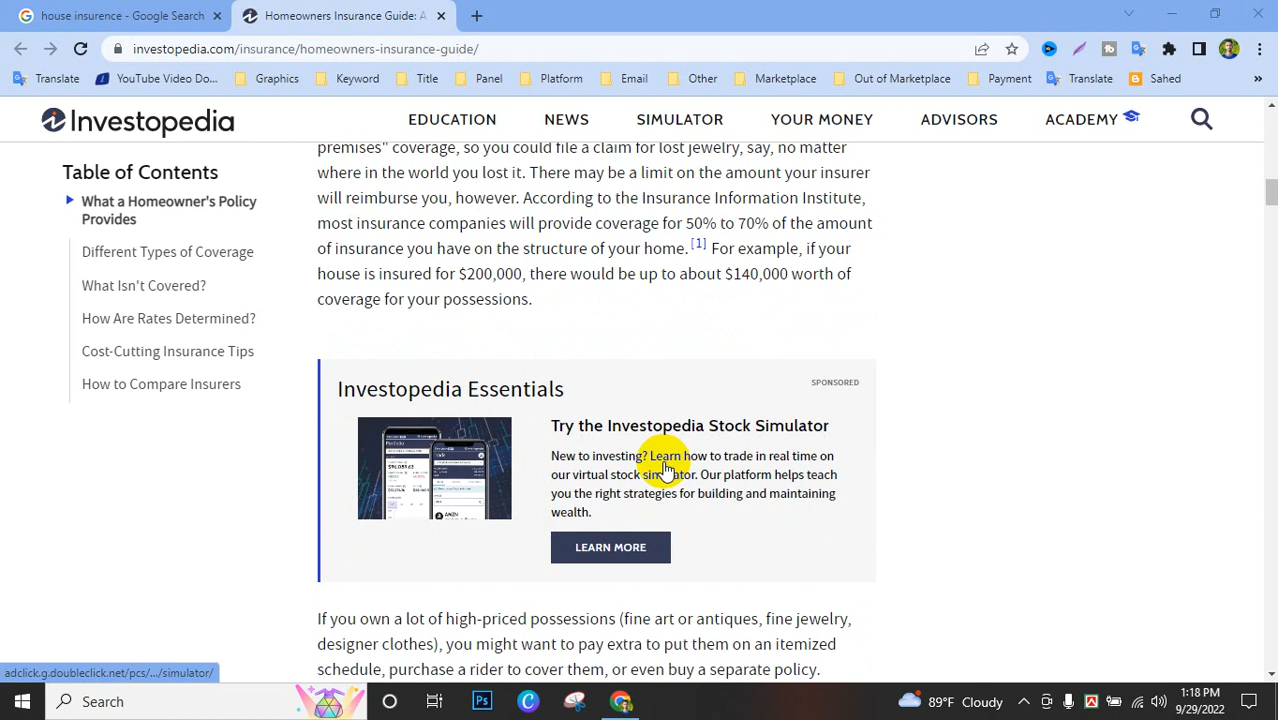 house insurence - Google Search
Homeowners Insurance Guide: A
investopedia.com/insurance/homeowners-insurance-guide/
Translate
YouTube Video Do...
Graphics
Keyword
Title
Panel
Platform
Email
Other
Marketplace
Out of Marketplace
Payment
Translate
Sahed
»
Investopedia
EDUCATION
NEWS
SIMULATOR
YOUR MONEY
ADVISORS
ACADEMY
Table of Contents
What a Homeowner's Policy
Provides
Different Types of Coverage
What Isn't Covered?
How Are Rates Determined?
Cost-Cutting Insurance Tips
How to Compare Insurers
premises" coverage, so you could file a claim for lost jewelry, say, no matter
where in the world you lost it. There may be a limit on the amount your insurer
will reimburse you, however. According to the Insurance Information Institute,
most insurance companies will provide coverage for 50% to 70% of the amount
of insurance you have on the structure of your home. [1] For example, if your
house is insured for $200,000, there would be up to about $140,000 worth of
coverage for your possessions.
Investopedia Essentials
SPONSORED
Try the Investopedia Stock Simulator
New to investing? Learn how to trade in real time on
our virtual stock simulator. Our platform helps teach
you the right strategies for building and maintaining
wealth.
LEARN MORE
If you own a lot of high-priced possessions (fine art or antiques, fine jewelry,
designer clothes), you might want to pay extra to put them on an itemized
schedule, purchase a rider to cover them, or even buy a separate policy.
adclick.g.doubleclick.net/pcs/.../simulator/
Search
Ps
89°F Cloudy
1:18 PM
9/29/2022